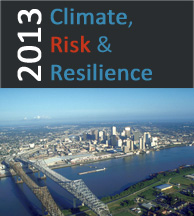 2013
Climate,
Risk &
Resilience